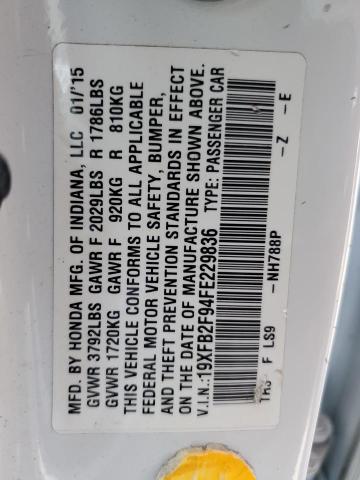 MFD. BY HONDA MFG. OF INDIANA, LLC 01/'15
GVWR 3792LBS GAWR F 2029LBS R 1786LBS
GVWR 1720KG GAWR F 920KG R 810KG
THIS VEHICLE CONFORMS TO ALL APPLICABLE
FEDERAL MOTOR VEHICLE SAFETY, BUMPER,
AND THEFT PREVENTION STANDARDS IN EFFECT
ON THE DATE OF MANUFACTURE SHOWN ABOVE.
V.I.N.:19XFB2F94FE229836 TYPE: PASSENGER CAR
F LS9 -NH788P -Z -E